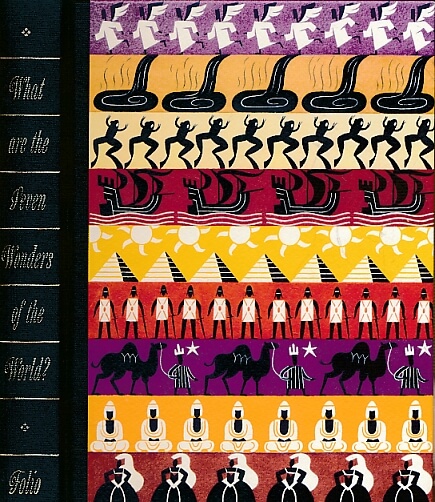 What
are the
Seven
Wonders
of the
World?
Folio